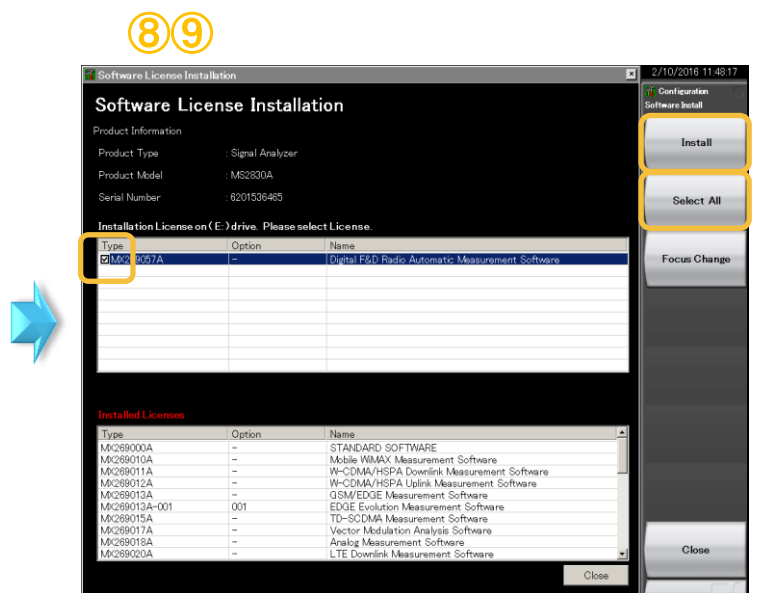 ⑧⑨
Software License Installation
2/10/2016 11:48:17
Configuration
Software Install
Software License Installation
Product Information
Product Type : Signal Analyzer
Product Model : MS2830A
Serial Number : 6201536465
Installation License on (E:) drive. Please select License.
Type Option Name
MX269057A - Digital F&D Radio Automatic Measurement Software
Installed Licenses
Type Option Name
MX269000A - STANDARD SOFTWARE
MX269010A - Mobile WiMAX Measurement Software
MX269011A - W-CDMA/HSPA Downlink Measurement Software
MX269012A - W-CDMA/HSPA Uplink Measurement Software
MX269013A - GSM/EDGE Measurement Software
MX269013A-001 001 EDGE Evolution Measurement Software
MX269015A - TD-SCDMA Measurement Software
MX269017A - Vector Modulation Analysis Software
MX269018A - Analog Measurement Software
MX269020A - LTE Downlink Measurement Software
Close
Install
Select All
Focus Change
Close